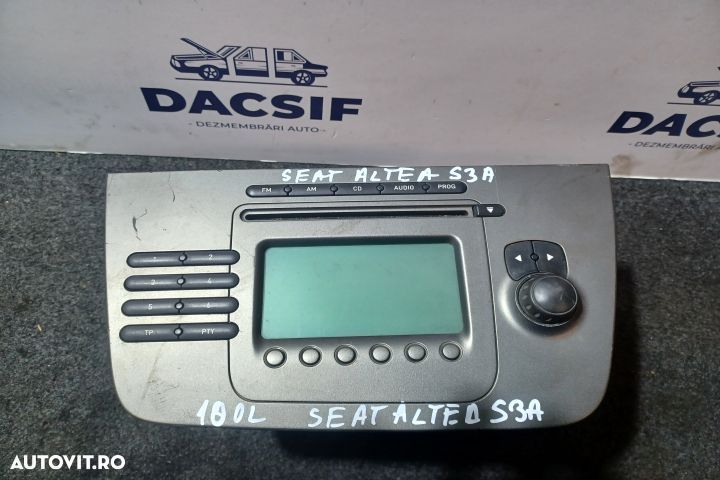 DACSIF
- DEZMEMBRĂRI AUTO -
DACSIF
- DEZMEMBRĂRI AUTO
SEAT ALTEA S3A
FM AM CD AUDIO PROG
2
3 4
5 6
TP PTY
100L SEAT ALTEA S3A
AUTOVIT.RO